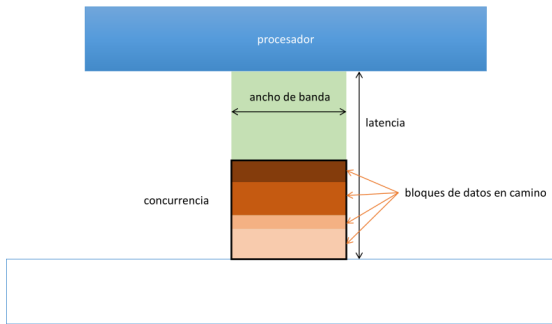 procesador
ancho de banda
latencia
bloques de datos en camino
concurrencia